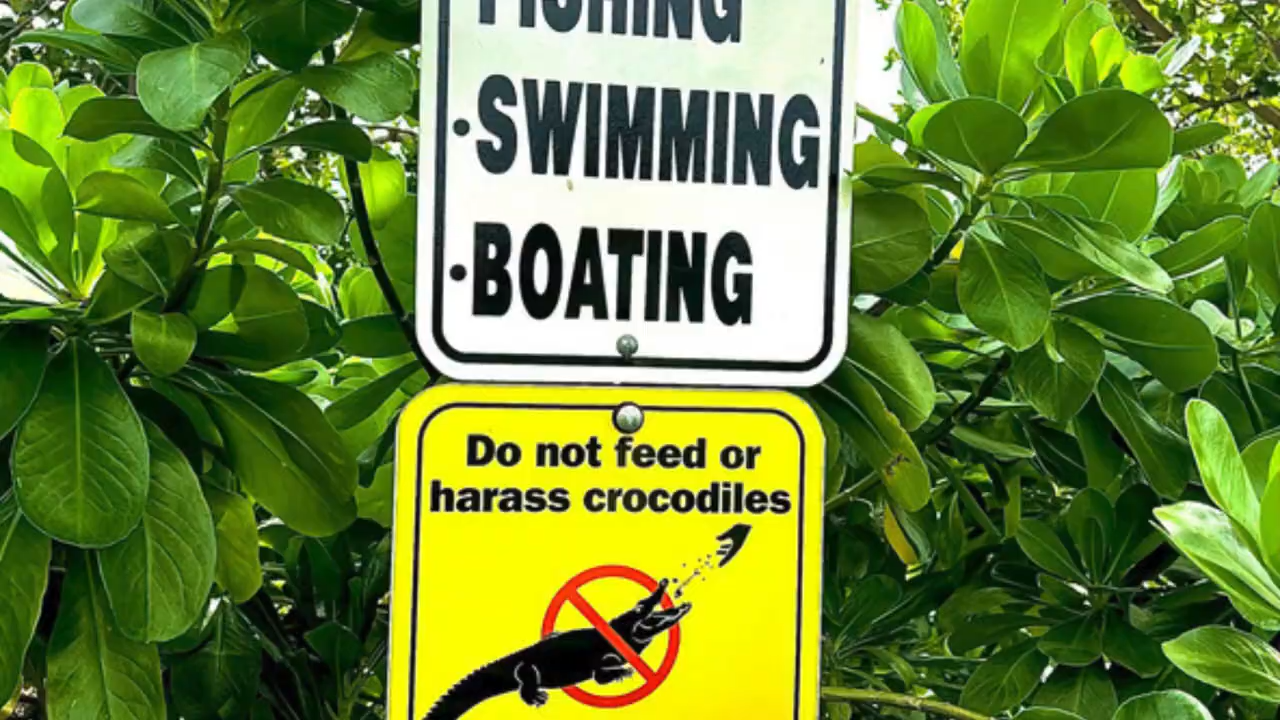 FISHING
•SWIMMING
•BOATING
Do not feed or
harass crocodiles